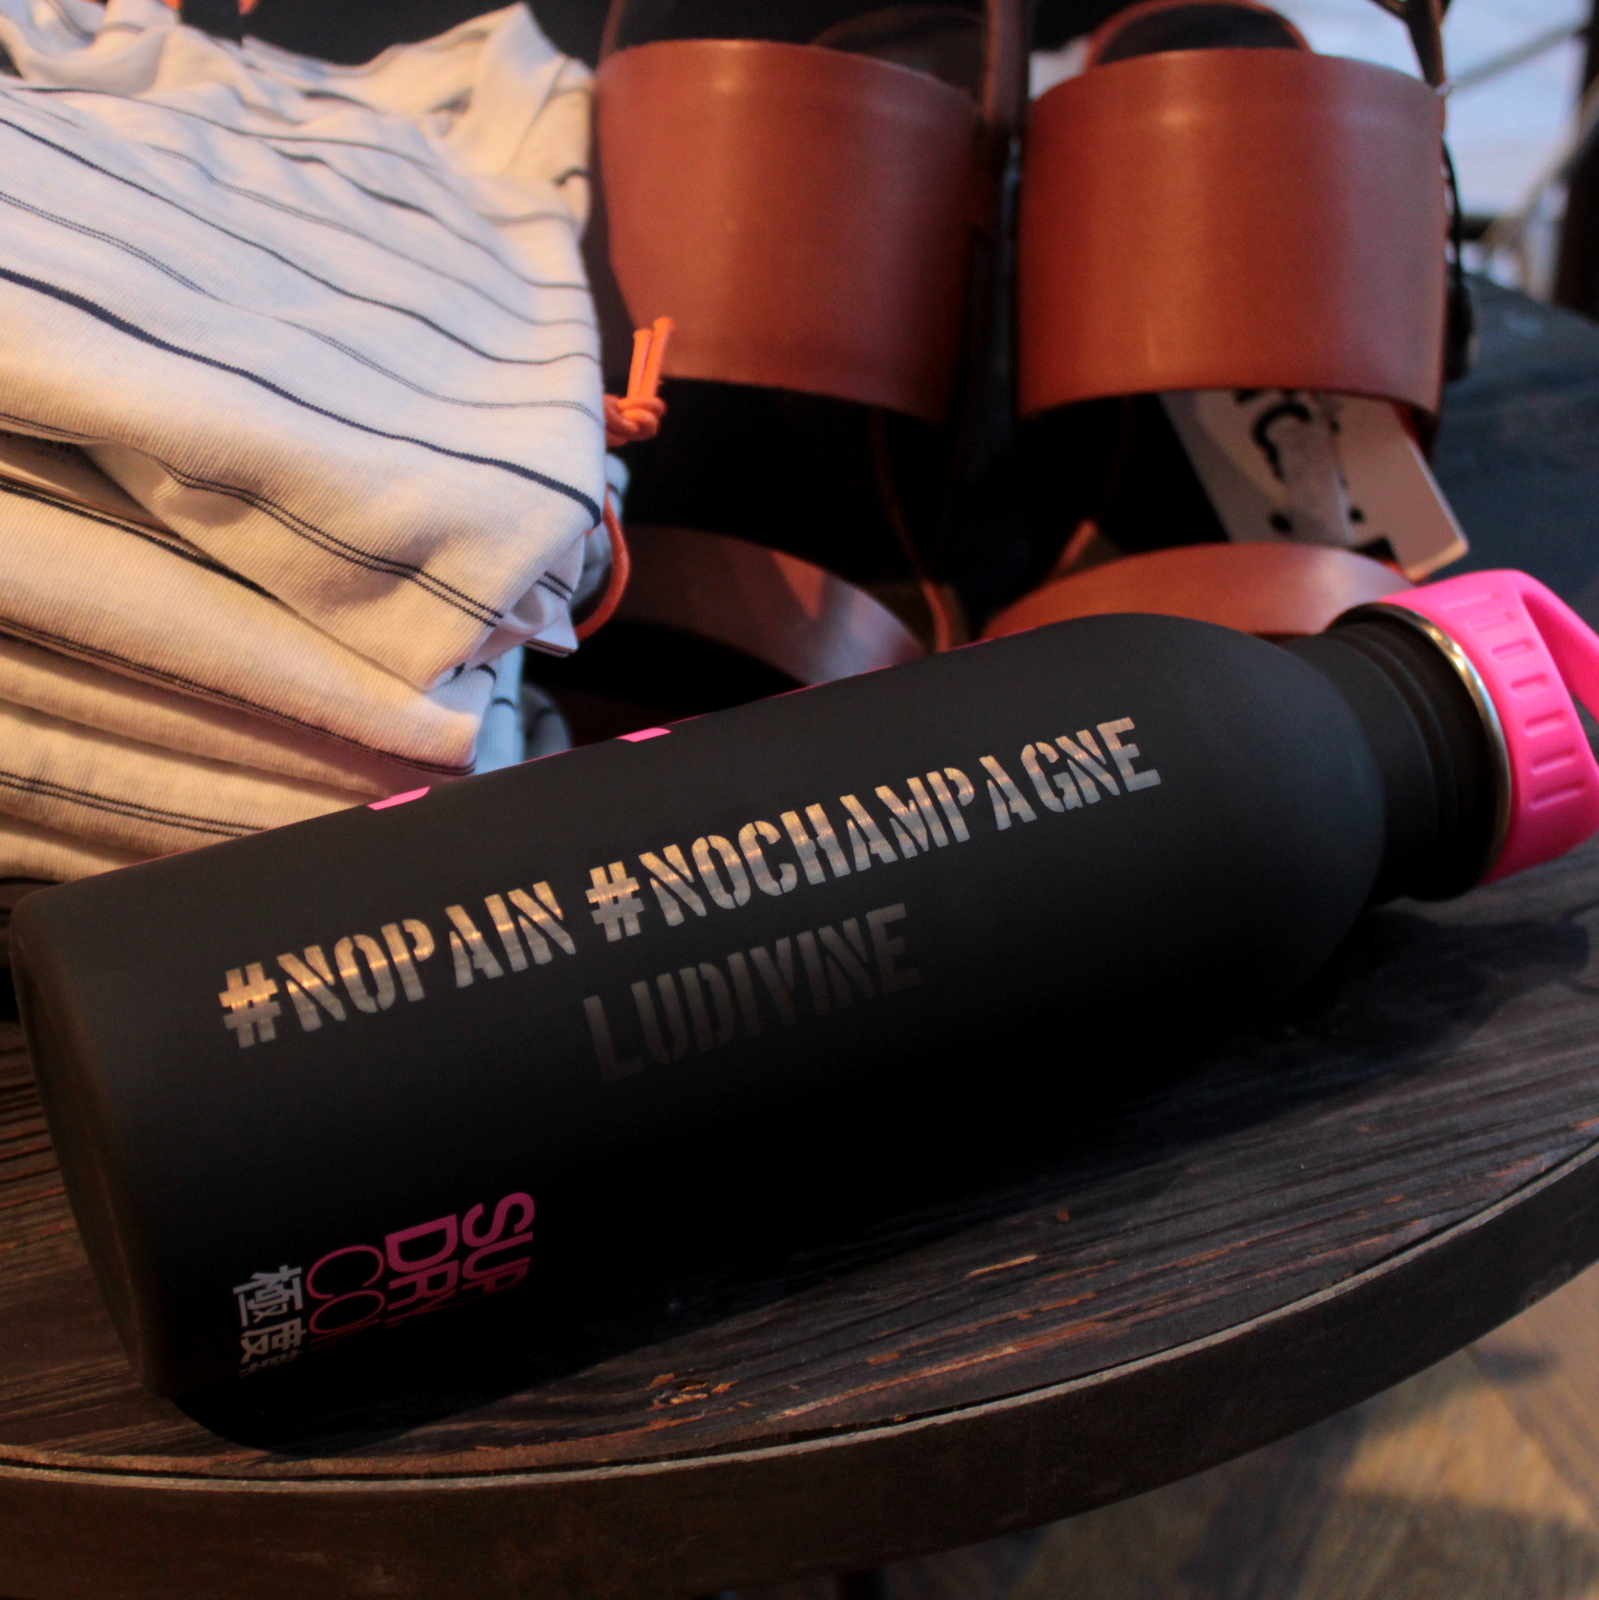 #NOPAIN #NOCHAMPAGNE
LUDIVINE
SUP
DRY
CO
極度